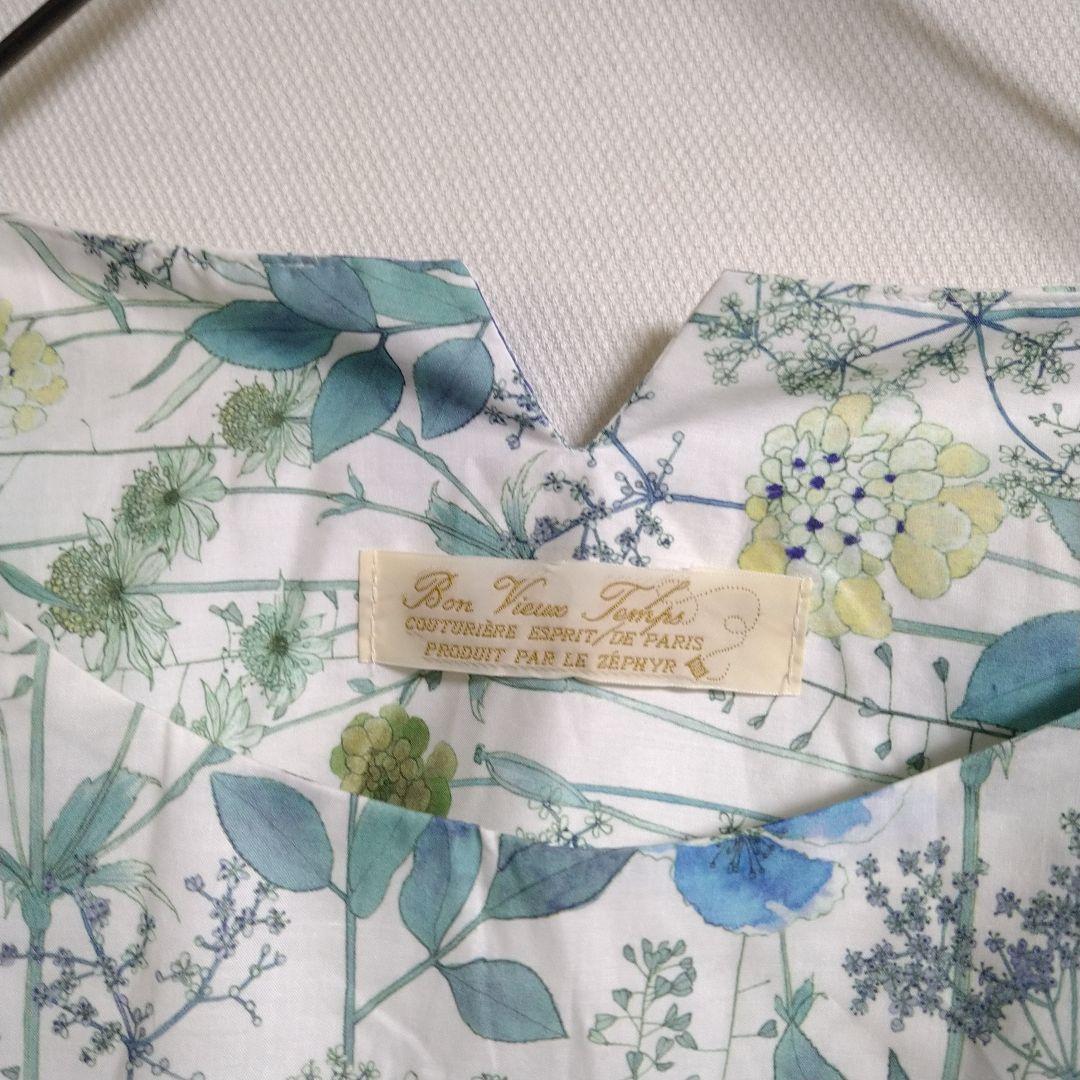 Bon Vieux Temps
COUTURIÈRE ESPRIT DE PARIS
PRODUIT PAR LE ZÉPHYR